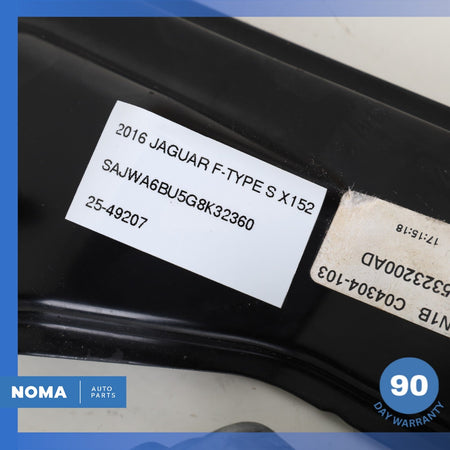 2016 JAGUAR F-TYPE S X152
SAJWA6BU5G8K32360
25-49207
17:15:18
5323200AD
C04304-103
N1B
NOMA
AUTO
PARTS
90
DAY WARRANTY